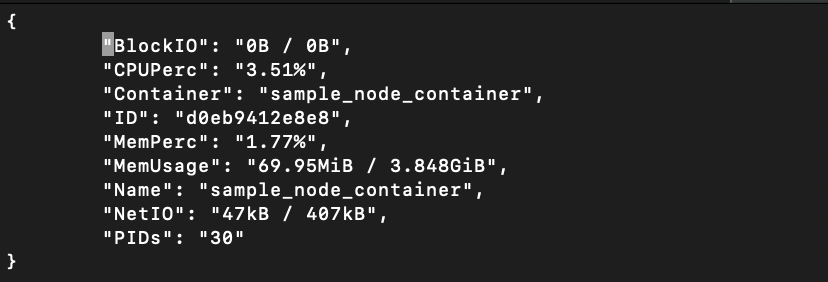 {
"BlockIO": "0B / 0B",
"CPUPerc": "3.51%",
"Container": "sample_node_container",
"ID": "d0eb9412e8e8",
"MemPerc": "1.77%",
"MemUsage": "69.95MiB / 3.848GiB",
"Name": "sample_node_container",
"NetIO": "47kB / 407kB",
"PIDs": "30"
}